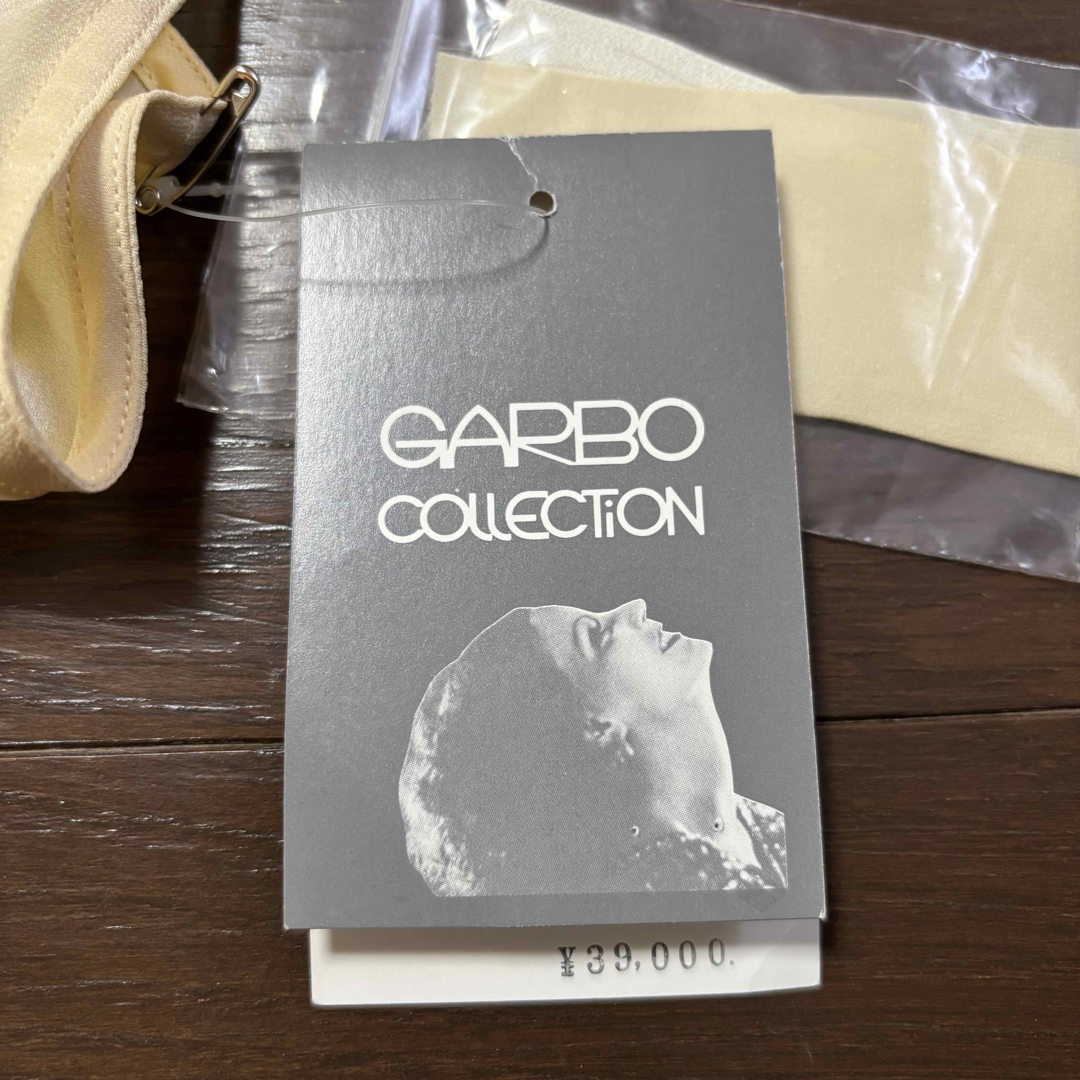 GARBO
COLLECTiON
¥39,000.